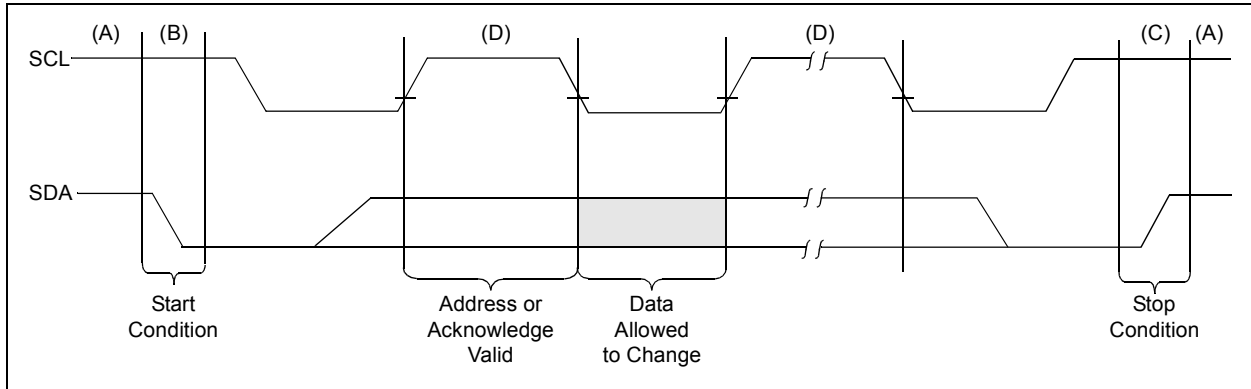 (A) (B) (D) (D) (C) (A)
SCL
SDA
Start
Condition
Address or
Acknowledge
Valid
Data
Allowed
to Change
Stop
Condition